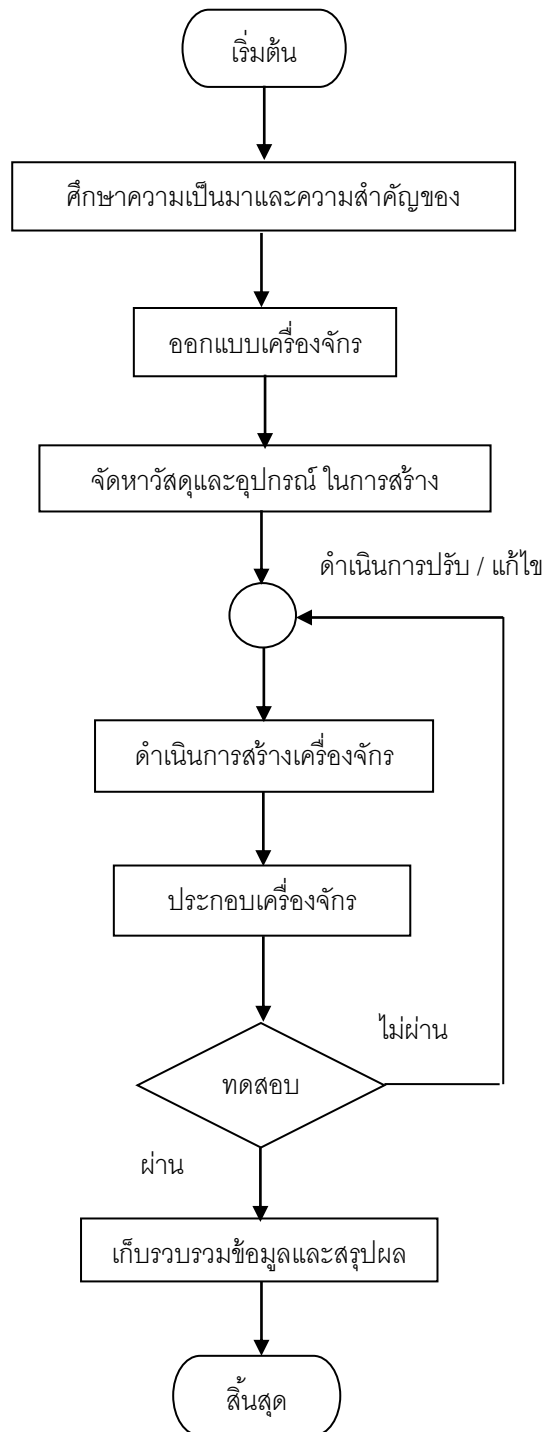 เริ่มต้น
ศึกษาความเป็นมาและความสำคัญของ
ออกแบบเครื่องจักร
จัดหาวัสดุและอุปกรณ์ ในการสร้าง
ดำเนินการปรับ / แก้ไข
ดำเนินการสร้างเครื่องจักร
ประกอบเครื่องจักร
ไม่ผ่าน
ทดสอบ
ผ่าน
เก็บรวบรวมข้อมูลและสรุปผล
สิ้นสุด